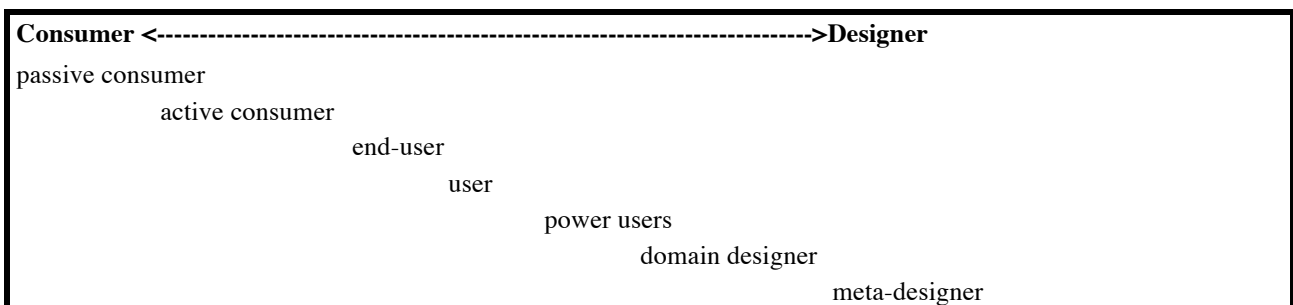 Consumer <---------------------------------------------------------------------------->Designer
passive consumer
active consumer
end-user
user
power users
domain designer
meta-designer